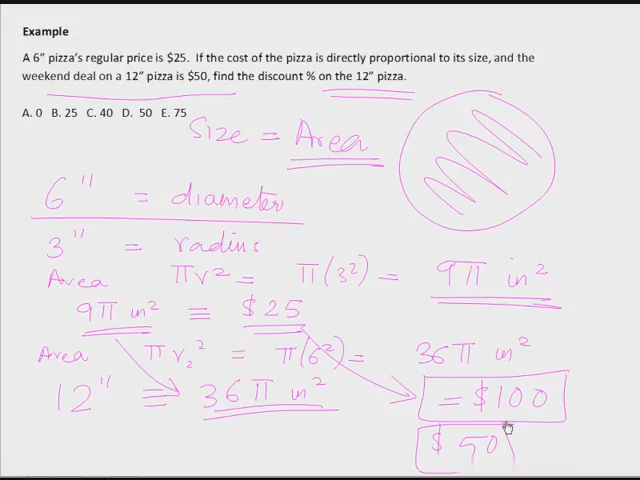 Example
A 6” pizza’s regular price is $25. If the cost of the pizza is directly proportional to its size, and the
weekend deal on a 12” pizza is $50, find the discount % on the 12” pizza.
A. 0 B. 25 C. 40 D. 50 E. 75
Size = Area
6" = diameter
3" = radius
Area πr² = π(3²) = 9π in²
9π in² ≡ $25
Area πr₂² = π(6²) = 36π in²
12" ≡ 36π in² = $100
$50